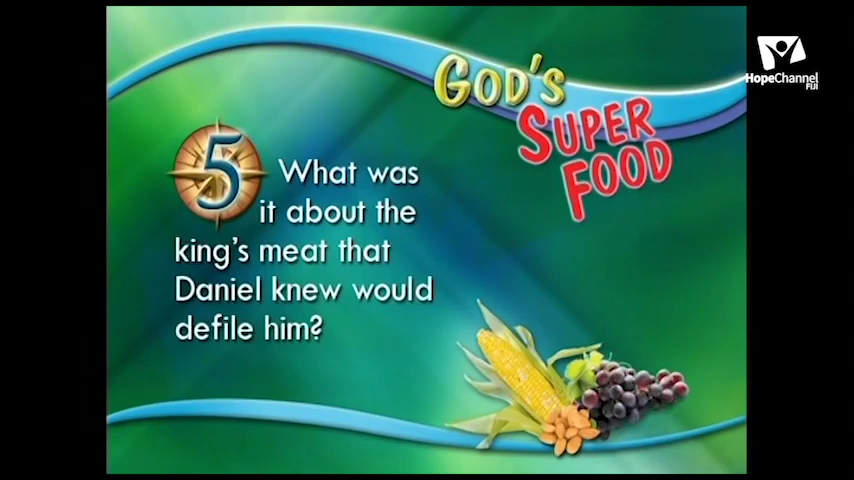 HopeChannel
FIJI
GOD'S
SUPER
FOOD
5 What was
it about the
king's meat that
Daniel knew would
defile him?